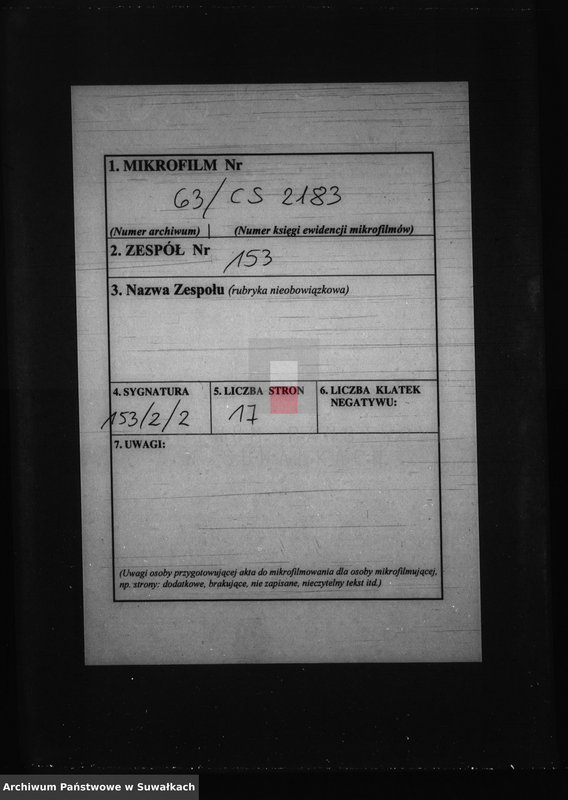 1. MIKROFILM Nr
63/CS 2183
(Numer archiwum) (Numer księgi ewidencji mikrofilmów)
2. ZESPÓŁ Nr
153
3. Nazwa Zespołu (rubryka nieobowiązkowa)
4. SYGNATURA 5. LICZBA STRON 6. LICZBA KLATEK
NEGATYWU:
153/2/2 17
7. UWAGI:
(Uwagi osoby przygotowującej akta do mikrofilmowania dla osoby mikrofilmującej,
np. strony: dodatkowe, brakujące, nie zapisane, nieczytelny tekst itd.)
Archiwum Państwowe w Suwałkach